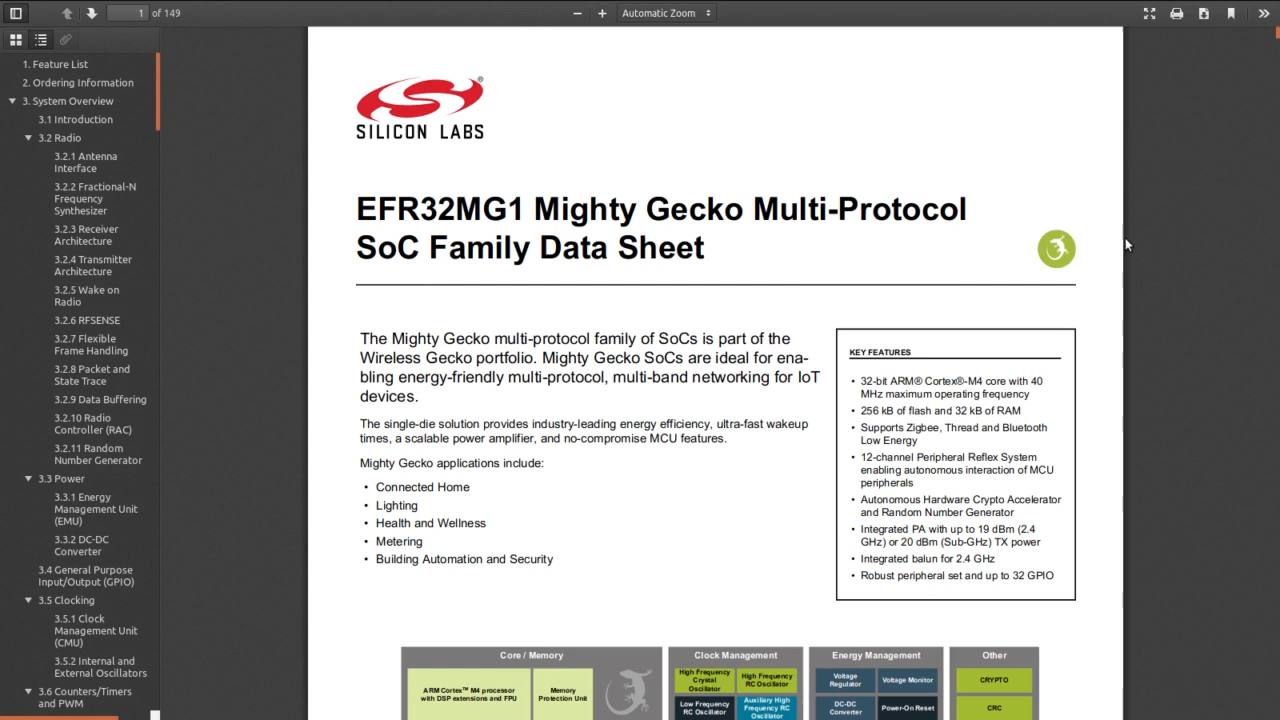 1 of 149
Automatic Zoom
1. Feature List
2. Ordering Information
3. System Overview
3.1 Introduction
3.2 Radio
3.2.1 Antenna
Interface
3.2.2 Fractional-N
Frequency
Synthesizer
3.2.3 Receiver
Architecture
3.2.4 Transmitter
Architecture
3.2.5 Wake on
Radio
3.2.6 RFSENSE
3.2.7 Flexible
Frame Handling
3.2.8 Packet and
State Trace
3.2.9 Data Buffering
3.2.10 Radio
Controller (RAC)
3.2.11 Random
Number Generator
3.3 Power
3.3.1 Energy
Management Unit
(EMU)
3.3.2 DC-DC
Converter
3.4 General Purpose
Input/Output (GPIO)
3.5 Clocking
3.5.1 Clock
Management Unit
(CMU)
3.5.2 Internal and
External Oscillators
3.6 Counters/Timers
and PWM
SILICON LABS
EFR32MG1 Mighty Gecko Multi-Protocol
SoC Family Data Sheet
The Mighty Gecko multi-protocol family of SoCs is part of the
Wireless Gecko portfolio. Mighty Gecko SoCs are ideal for ena-
bling energy-friendly multi-protocol, multi-band networking for IoT
devices.
The single-die solution provides industry-leading energy efficiency, ultra-fast wakeup
times, a scalable power amplifier, and no-compromise MCU features.
Mighty Gecko applications include:
• Connected Home
• Lighting
• Health and Wellness
• Metering
• Building Automation and Security
KEY FEATURES
• 32-bit ARM® Cortex®-M4 core with 40
MHz maximum operating frequency
• 256 kB of flash and 32 kB of RAM
• Supports Zigbee, Thread and Bluetooth
Low Energy
• 12-channel Peripheral Reflex System
enabling autonomous interaction of MCU
peripherals
• Autonomous Hardware Crypto Accelerator
and Random Number Generator
• Integrated PA with up to 19 dBm (2.4
GHz) or 20 dBm (Sub-GHz) TX power
• Integrated balun for 2.4 GHz
• Robust peripheral set and up to 32 GPIO
Core / Memory
ARM Cortex™ M4 processor
with DSP extensions and FPU
Memory
Protection Unit
Clock Management
High Frequency
Crystal
Oscillator
High Frequency
RC Oscillator
Low Frequency
RC Oscillator
Auxiliary High
Frequency RC
Oscillator
Energy Management
Voltage
Regulator
Voltage Monitor
DC-DC
Converter
Power-On Reset
Other
CRYPTO
CRC